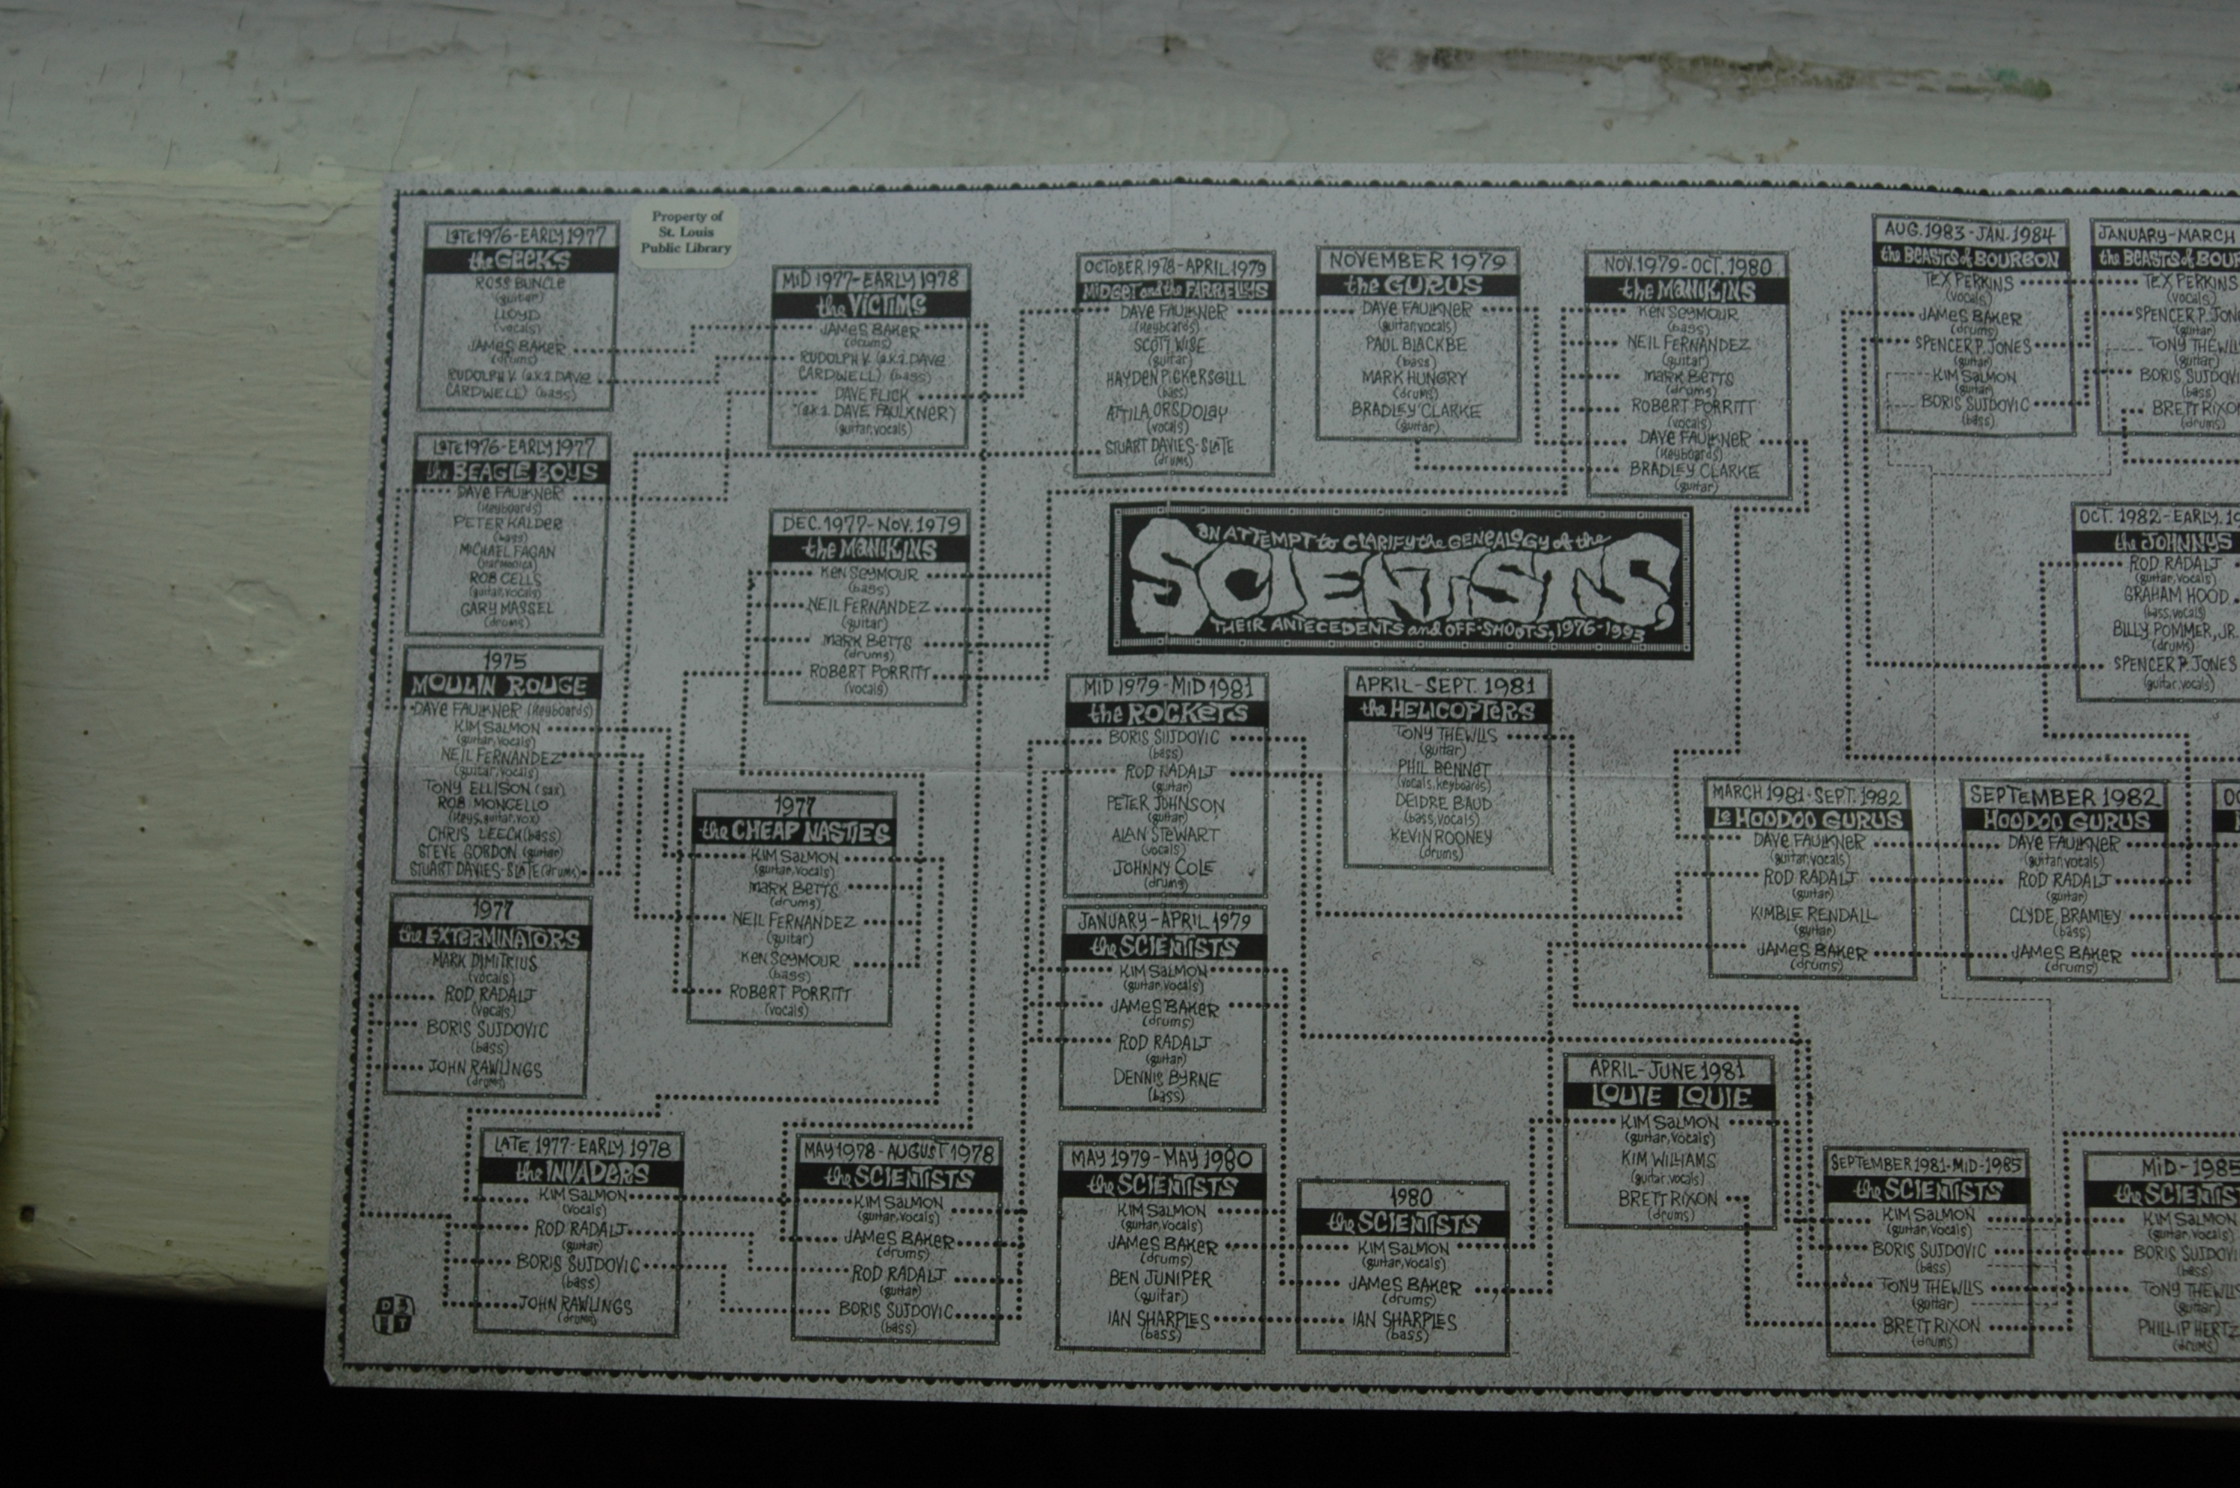 LATE 1976-EARLY 1977
the GEEKS
ROSS BUNCLE
(guitar)
LLOYD
(vocals)
JAMES BAKER
(drums)
RUDOLPH V. (a.k.a. DAVE
CARDWELL) (bass)
Property of
St. Louis
Public Library
LATE 1976-EARLY 1977
the BEAGLE BOYS
DAVE FAULKNER
(keyboards)
PETER KALDER
(bass)
MICHAEL FAGAN
(harmonica)
ROB CELLS
(guitar, vocals)
GARY MASSEL
(drums)
1975
MOULIN ROUGE
DAVE FAULKNER (keyboards)
KIM SALMON
(guitar, vocals)
NEIL FERNANDEZ
(guitar, vocals)
TONY ELLISON (sax)
ROB MONGELLO
(keys, guitar, vox)
CHRIS LEECH (bass)
STEVE GORDON (guitar)
STUART DAVIES-SLATE (drums)
1977
the EXTERMINATORS
MARK DIMITRIUS
(vocals)
ROD RADALJ
(vocals)
BORIS SUJDOVIC
(bass)
JOHN RAWLINGS
(drums)
LATE 1977-EARLY 1978
the INVADERS
KIM SALMON
(vocals)
ROD RADALJ
(guitar)
BORIS SUJDOVIC
(bass)
JOHN RAWLINGS
(drums)
MID 1977-EARLY 1978
the VICTIMS
JAMES BAKER
(drums)
RUDOLPH V. (a.k.a. DAVE
CARDWELL) (bass)
DAVE FLICK
(a.k.a. DAVE FAULKNER)
(guitar, vocals)
DEC. 1977-NOV. 1979
the MANIKINS
KEN SEYMOUR
(bass)
NEIL FERNANDEZ
(guitar)
MARK BETTS
(drums)
ROBERT PORRITT
(vocals)
1977
the CHEAP NASTIES
KIM SALMON
(guitar, vocals)
MARK BETTS
(drums)
NEIL FERNANDEZ
(guitar)
KEN SEYMOUR
(bass)
ROBERT PORRITT
(vocals)
MAY 1978-AUGUST 1978
the SCIENTISTS
KIM SALMON
(guitar, vocals)
JAMES BAKER
(drums)
ROD RADALJ
(guitar)
BORIS SUJDOVIC
(bass)
OCTOBER 1978-APRIL 1979
MIDGET and the FARRELLYS
DAVE FAULKNER
(keyboards)
SCOTT WISE
(guitar)
HAYDEN PICKERSGILL
(bass)
ATTILA ORSDOLAY
(vocals)
STUART DAVIES-SLATE
(drums)
NOVEMBER 1979
the GURUS
DAVE FAULKNER
(guitar, vocals)
PAUL BLACKBE
(bass)
MARK HUNGRY
(drums)
BRADLEY CLARKE
(guitar)
NOV. 1979-OCT. 1980
the MANIKINS
KEN SEYMOUR
(bass)
NEIL FERNANDEZ
(guitar)
MARK BETTS
(drums)
ROBERT PORRITT
(vocals)
DAVE FAULKNER
(keyboards)
BRADLEY CLARKE
(guitar)
AN ATTEMPT to CLARIFY the GENEALOGY of the
SCIENTISTS,
THEIR ANTECEDENTS and OFF-SHOOTS, 1976-1993
MID 1979-MID 1981
the ROCKETS
BORIS SUJDOVIC
(bass)
ROD RADALJ
(guitar)
PETER JOHNSON
(guitar)
ALAN STEWART
(vocals)
JOHNNY COLE
(drums)
APRIL-SEPT. 1981
the HELICOPTERS
TONY THEWLIS
(guitar)
PHIL BENNET
(vocals, keyboards)
DEIDRE BAUD
(bass, vocals)
KEVIN ROONEY
(drums)
JANUARY-APRIL 1979
the SCIENTISTS
KIM SALMON
(guitar, vocals)
JAMES BAKER
(drums)
ROD RADALJ
(guitar)
DENNIS BYRNE
(bass)
MAY 1979-MAY 1980
the SCIENTISTS
KIM SALMON
(guitar, vocals)
JAMES BAKER
(drums)
BEN JUNIPER
(guitar)
IAN SHARPLES
(bass)
1980
the SCIENTISTS
KIM SALMON
(guitar, vocals)
JAMES BAKER
(drums)
IAN SHARPLES
(bass)
APRIL-JUNE 1981
LOUIE LOUIE
KIM SALMON
(guitar, vocals)
KIM WILLIAMS
(guitar, vocals)
BRETT RIXON
(drums)
AUG. 1983-JAN. 1984
the BEASTS of BOURBON
TEX PERKINS
(vocals)
JAMES BAKER
(drums)
SPENCER P. JONES
(guitar)
KIM SALMON
(guitar)
BORIS SUJDOVIC
(bass)
JANUARY-MARCH
the BEASTS of BOUR
TEX PERKINS
(vocals)
SPENCER P. JON
(guitar)
TONY THEWL
(guitar)
BORIS SUJDOVI
(bass)
BRETT RIXO
(drums)
OCT. 1982-EARLY. 1
the JOHNNYS
ROD RADALJ
(guitar, vocals)
GRAHAM HOOD
(bass, vocals)
BILLY POMMER, JR.
(drums)
SPENCER P. JONES
(guitar, vocals)
MARCH 1981-SEPT. 1982
Le HOODOO GURUS
DAVE FAULKNER
(guitar, vocals)
ROD RADALJ
(guitar)
KIMBLE RENDALL
(guitar)
JAMES BAKER
(drums)
SEPTEMBER 1982
HOODOO GURUS
DAVE FAULKNER
(guitar, vocals)
ROD RADALJ
(guitar)
CLYDE BRAMLEY
(bass)
JAMES BAKER
(drums)
SEPTEMBER 1981-MID-1985
the SCIENTISTS
KIM SALMON
(guitar, vocals)
BORIS SUJDOVIC
(bass)
TONY THEWLIS
(guitar)
BRETT RIXON
(drums)
MID-1985
the SCIENTISTS
KIM SALMON
(guitar, vocals)
BORIS SUJDOVI
(bass)
TONY THEWLIS
(guitar)
PHILLIP HERTZ
(drums)